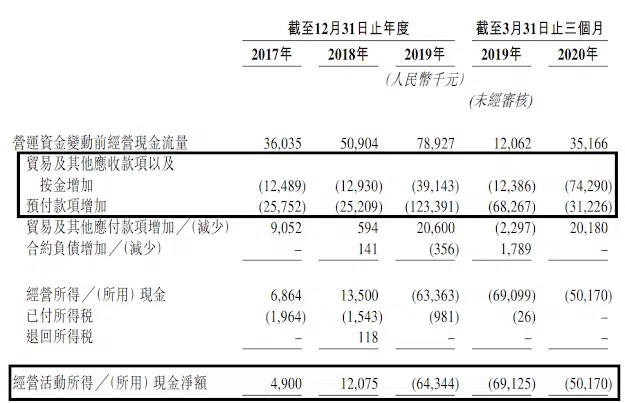 截至12月31日止年度 截至3月31日止三個月
2017年 2018年 2019年 2019年 2020年
(人民幣千元)
(未經審核)
營運資金變動前經營現金流量 36,035 50,904 78,927 12,062 35,166
貿易及其他應收款項以及
按金增加 (12,489) (12,930) (39,143) (12,386) (74,290)
預付款項增加 (25,752) (25,209) (123,391) (68,267) (31,226)
貿易及其他應付款項增加／(減少) 9,052 594 20,600 (2,297) 20,180
合約負債增加／(減少) – 141 (356) 1,789 –
經營所得／(所用) 現金 6,864 13,500 (63,363) (69,099) (50,170)
已付所得稅 (1,964) (1,543) (981) (26) –
退回所得稅 – 118 – – –
經營活動所得／(所用) 現金淨額 4,900 12,075 (64,344) (69,125) (50,170)